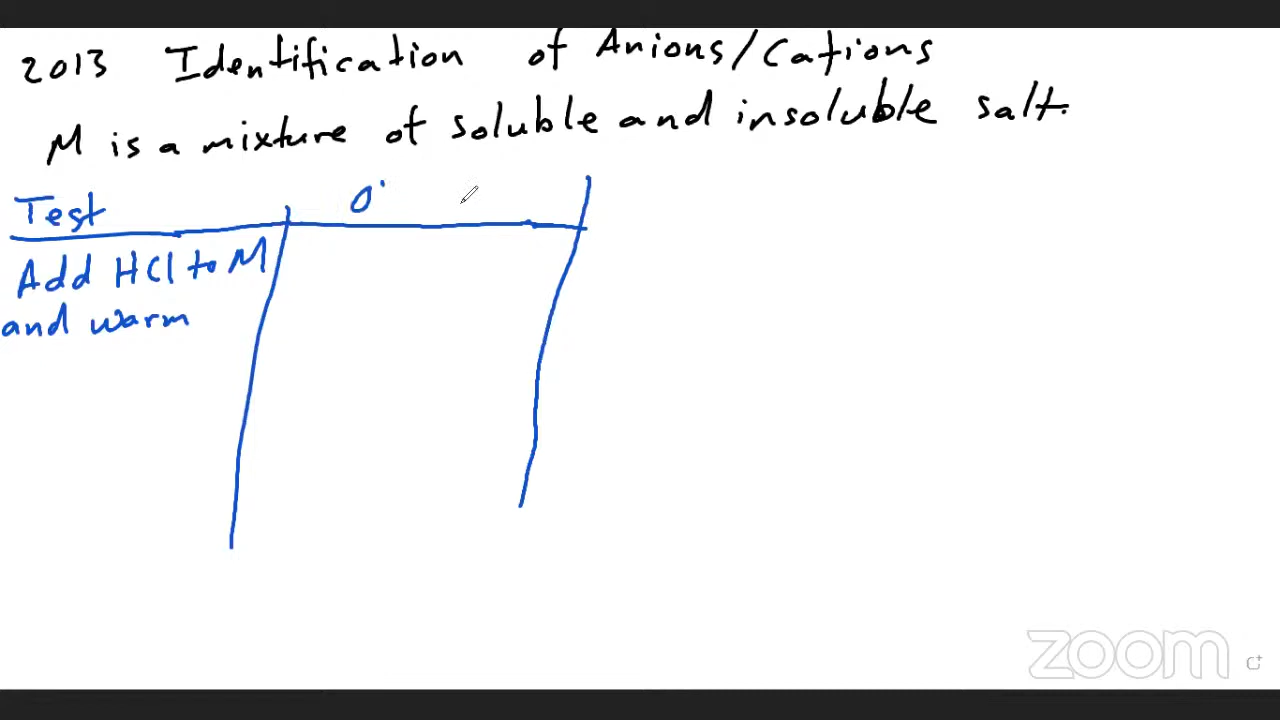 2013 Identification of Anions/Cations
M is a mixture of soluble and insoluble salt.
Test
Add HCl to M
and warm
zoom